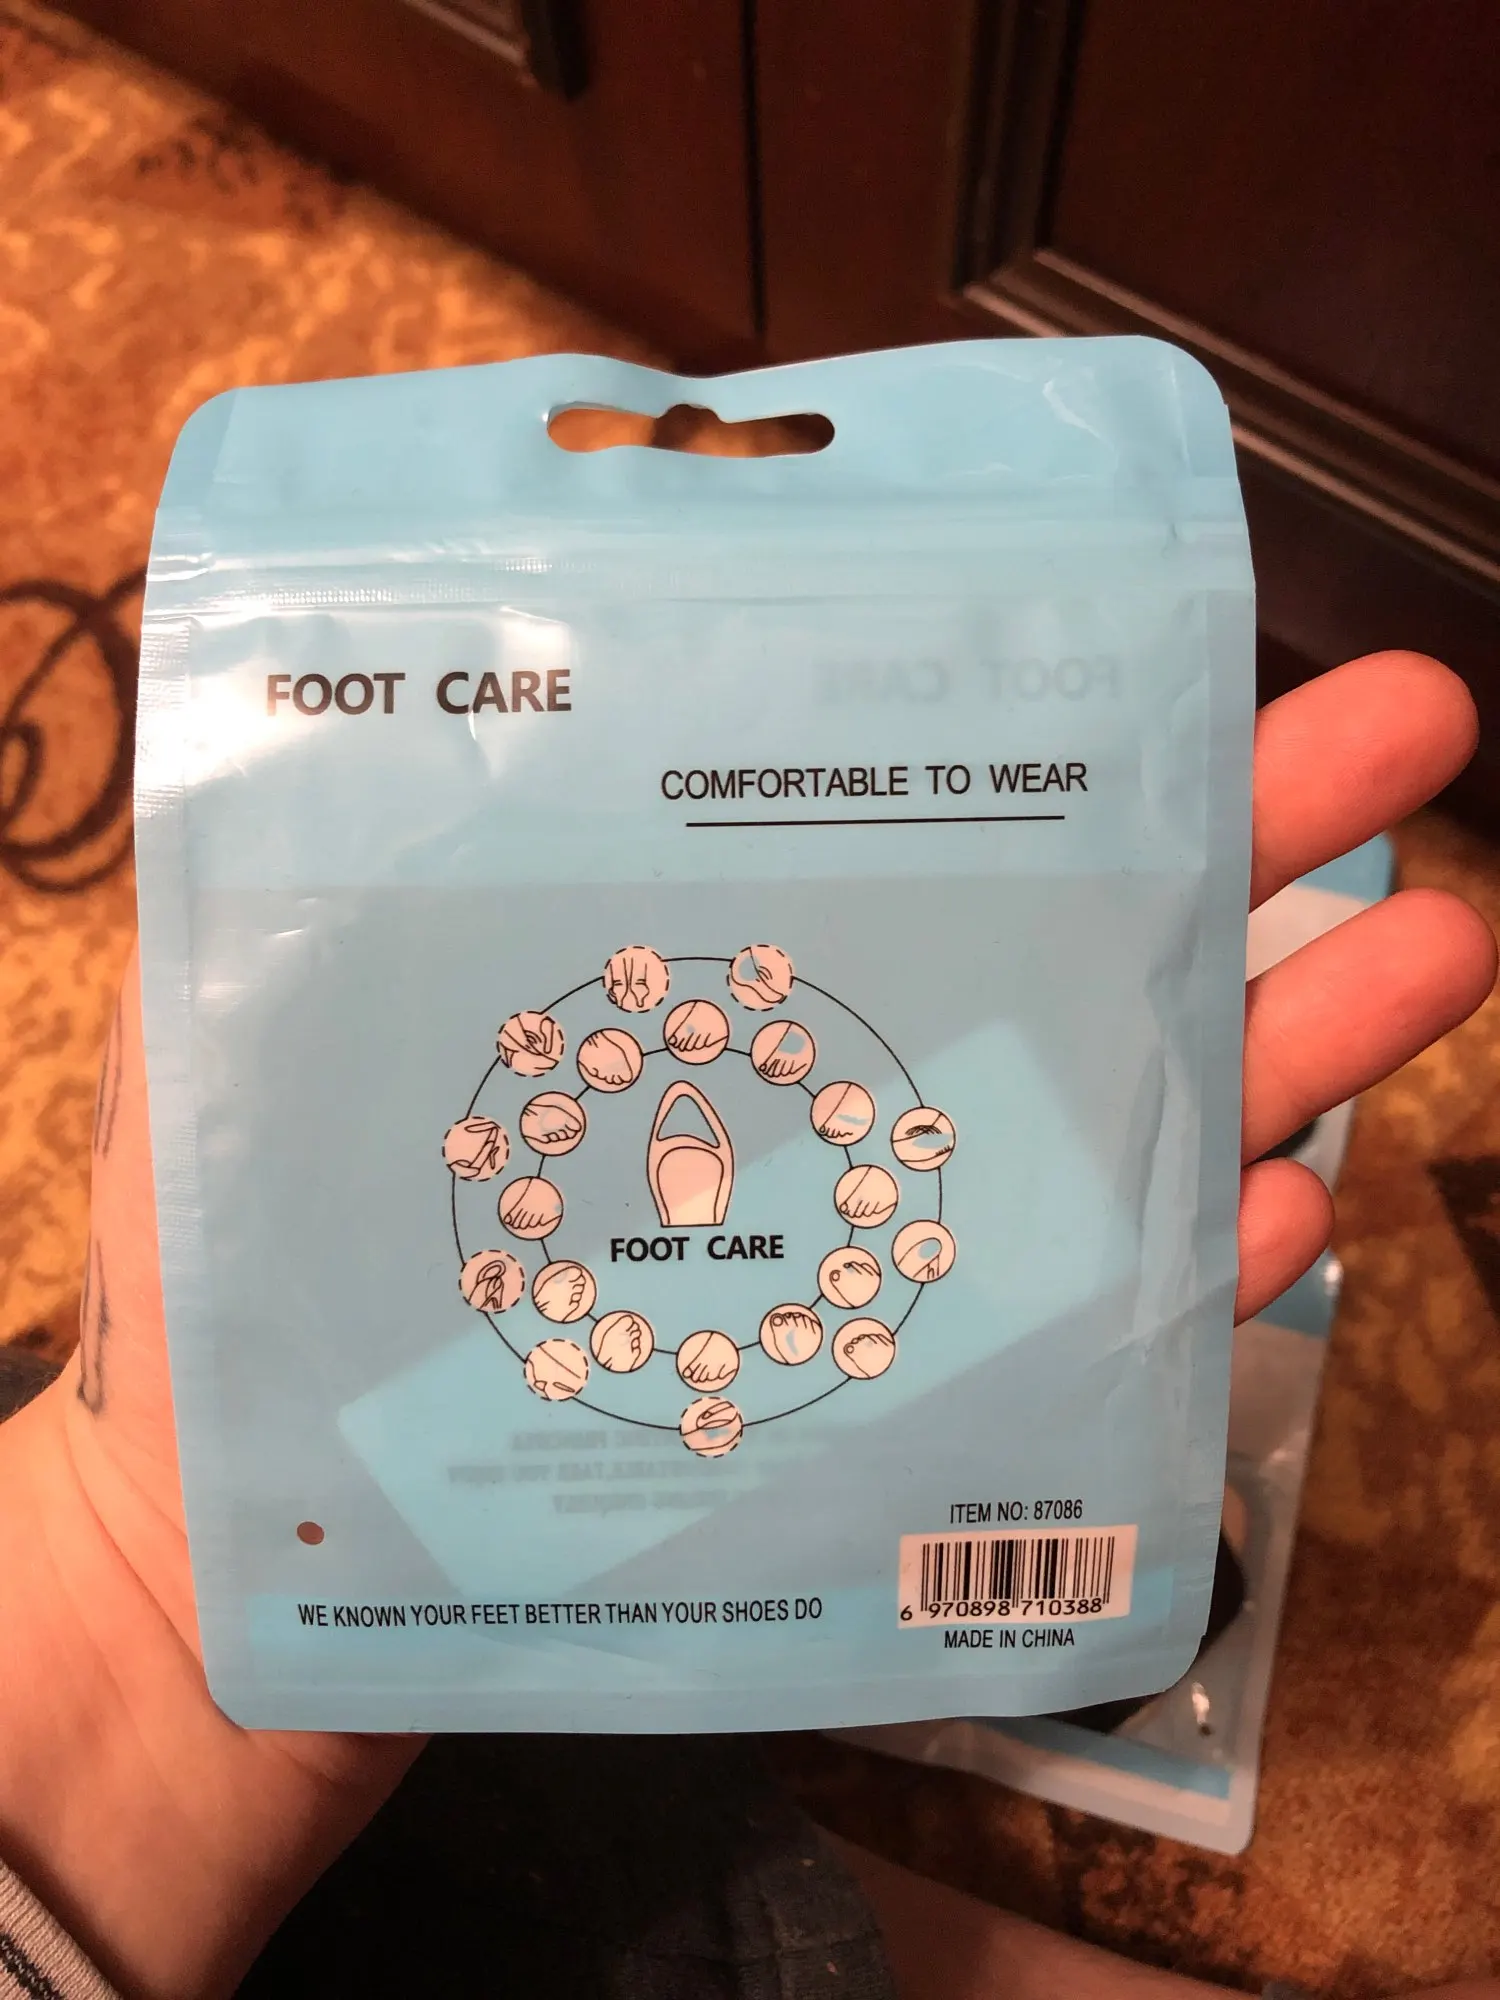 FOOT CARE
COMFORTABLE TO WEAR
FOOT CARE
ITEM NO: 87086
6 970898 710388
MADE IN CHINA
WE KNOWN YOUR FEET BETTER THAN YOUR SHOES DO